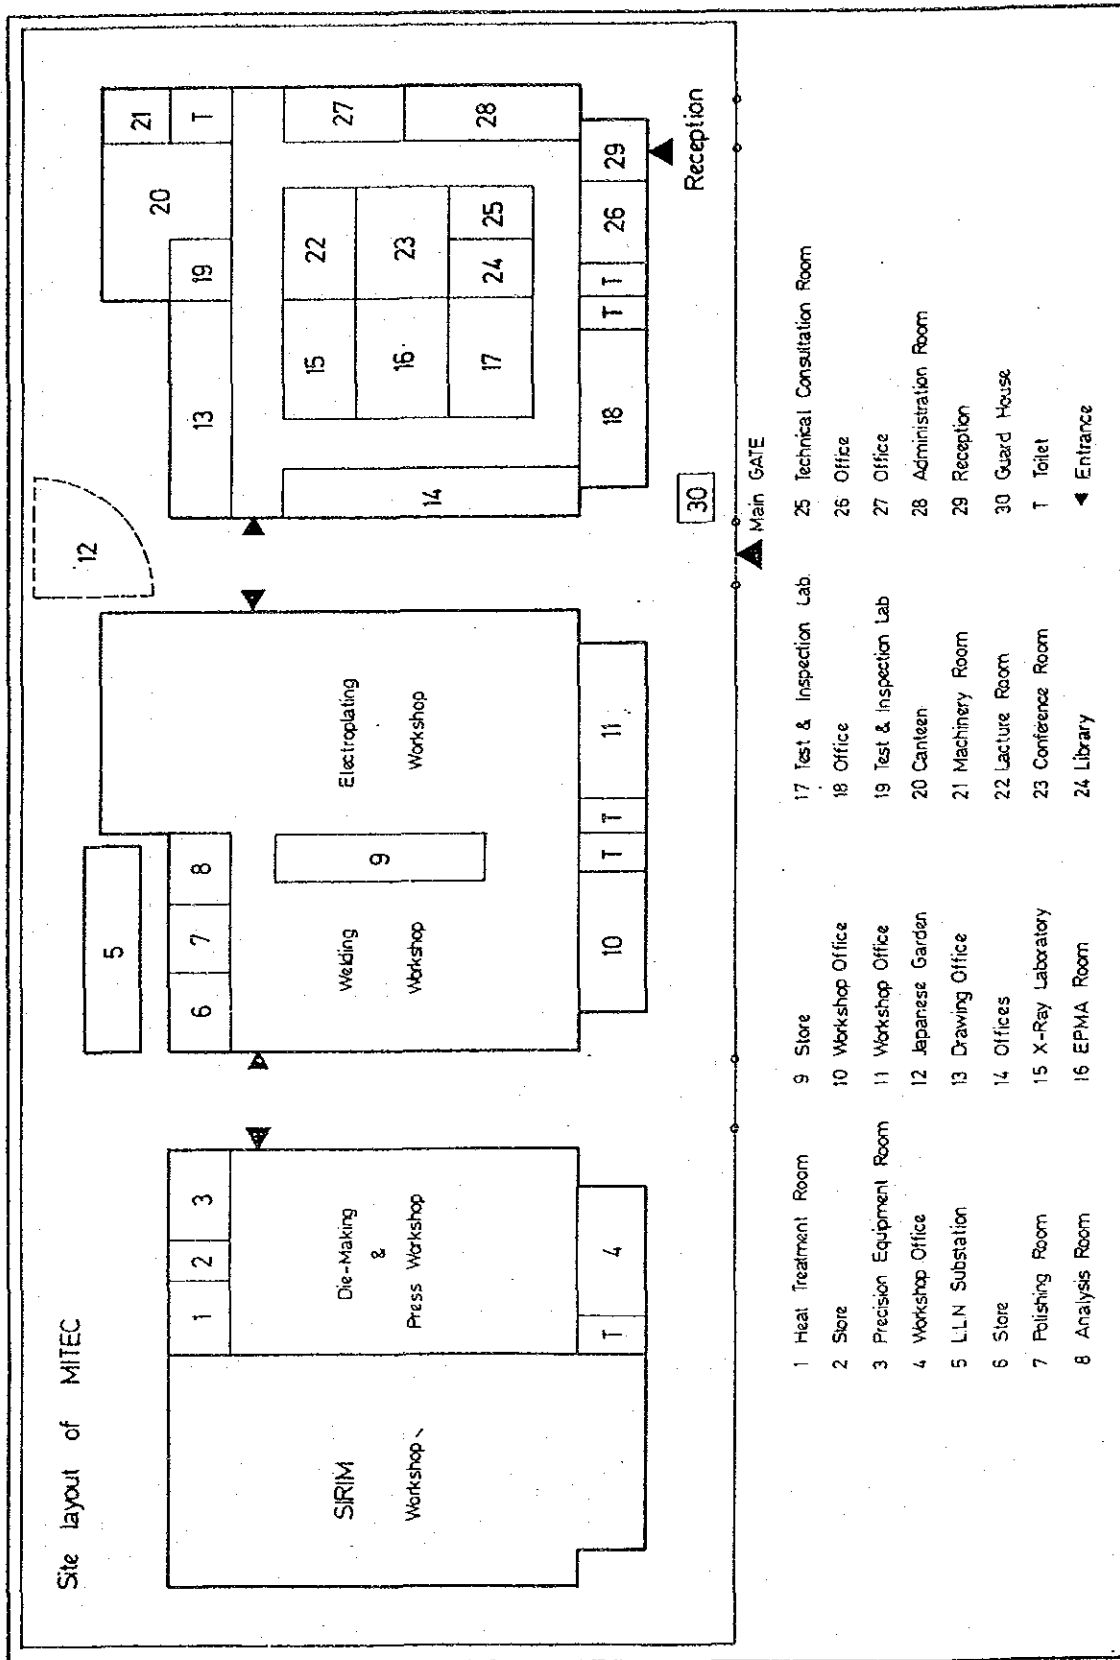 Site layout of MITEC
SIRIM
Workshop
1
2
3
Die-Making
&
Press Workshop
T
4
5
6
7
8
Welding
Workshop
9
Electroplating
Workshop
10
T
T
11
12
13
19
20
21
T
14
15
22
16
23
17
24
25
27
28
18
T
T
26
29
Reception
30
Main GATE
1 Heat Treatment Room
2 Store
3 Precision Equipment Room
4 Workshop Office
5 L.L.N Substation
6 Store
7 Polishing Room
8 Analysis Room
9 Store
10 Workshop Office
11 Workshop Office
12 Japanese Garden
13 Drawing Office
14 Offices
15 X-Ray Laboratory
16 EPMA Room
17 Test & Inspection Lab.
18 Office
19 Test & Inspection Lab
20 Canteen
21 Machinery Room
22 Lacture Room
23 Conference Room
24 Library
25 Technical Consultation Room
26 Office
27 Office
28 Administration Room
29 Reception
30 Guard House
T Toilet
◀ Entrance